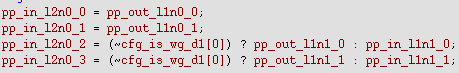 pp_in_l2n0_0 = pp_out_l1n0_0;
pp_in_l2n0_1 = pp_out_l1n0_1;
pp_in_l2n0_2 = (~cfg_is_wg_d1[0]) ? pp_out_l1n1_0 : pp_in_l1n1_0;
pp_in_l2n0_3 = (~cfg_is_wg_d1[0]) ? pp_out_l1n1_1 : pp_in_l1n1_1;